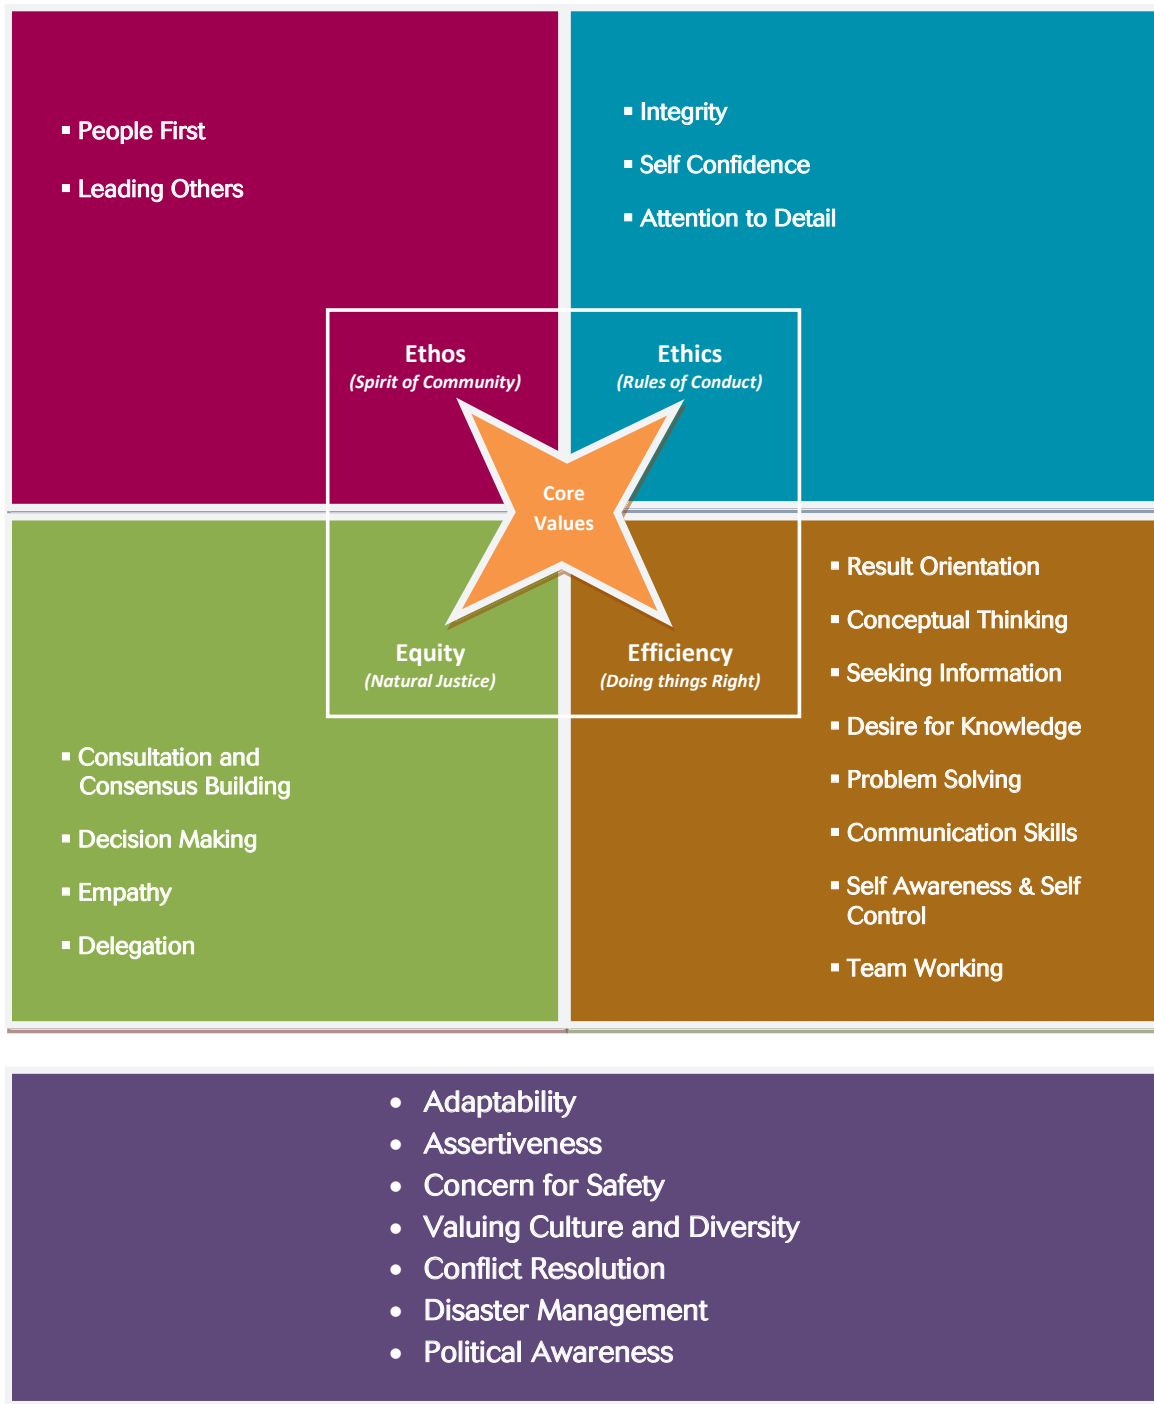 ▪ People First
▪ Leading Others
▪ Integrity
▪ Self Confidence
▪ Attention to Detail
Ethos
(Spirit of Community)
Ethics
(Rules of Conduct)
Core
Values
Equity
(Natural Justice)
Efficiency
(Doing things Right)
▪ Consultation and
Consensus Building
▪ Decision Making
▪ Empathy
▪ Delegation
▪ Result Orientation
▪ Conceptual Thinking
▪ Seeking Information
▪ Desire for Knowledge
▪ Problem Solving
▪ Communication Skills
▪ Self Awareness & Self
Control
▪ Team Working
• Adaptability
• Assertiveness
• Concern for Safety
• Valuing Culture and Diversity
• Conflict Resolution
• Disaster Management
• Political Awareness